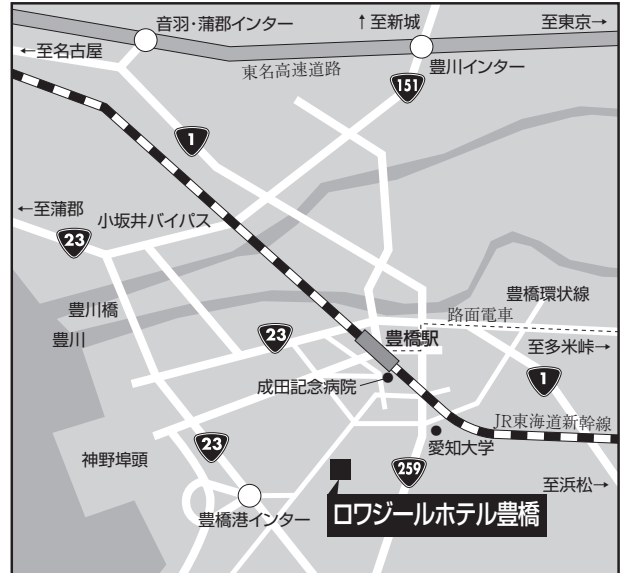 音羽・蒲郡インター
↑至新城
至東京→
←至名古屋
東名高速道路
豊川インター
151
1
←至蒲郡
小坂井バイパス
23
豊川橋
豊川
23
豊橋駅
路面電車
豊橋環状線
至多米峠→
1
成田記念病院
JR東海道新幹線
愛知大学
神野埠頭
23
259
至浜松→
豊橋港インター
ロワジールホテル豊橋